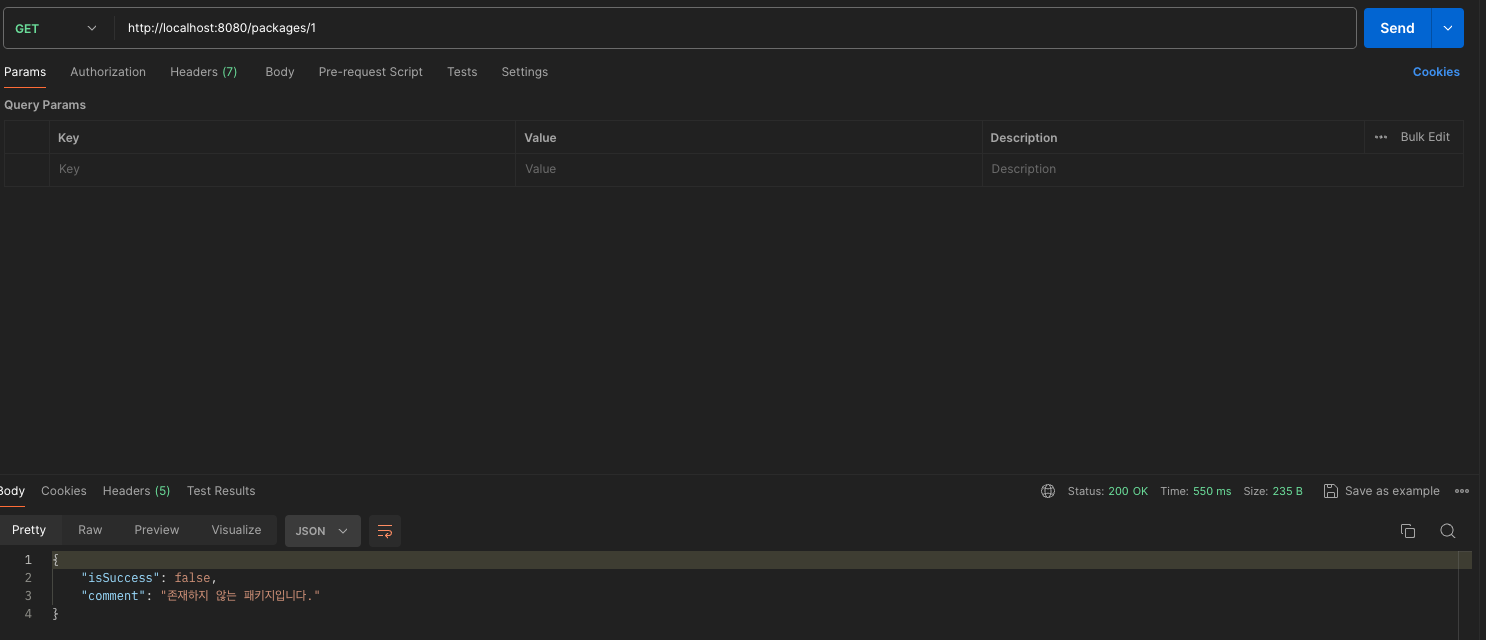 GET http://localhost:8080/packages/1 Send
Params Authorization Headers (7) Body Pre-request Script Tests Settings Cookies
Query Params
Key Value Description ••• Bulk Edit
Key Value Description
Body Cookies Headers (5) Test Results Status: 200 OK Time: 550 ms Size: 235 B Save as example
Pretty Raw Preview Visualize JSON
1 {
2 "isSuccess": false,
3 "comment": "존재하지 않는 패키지입니다."
4 }